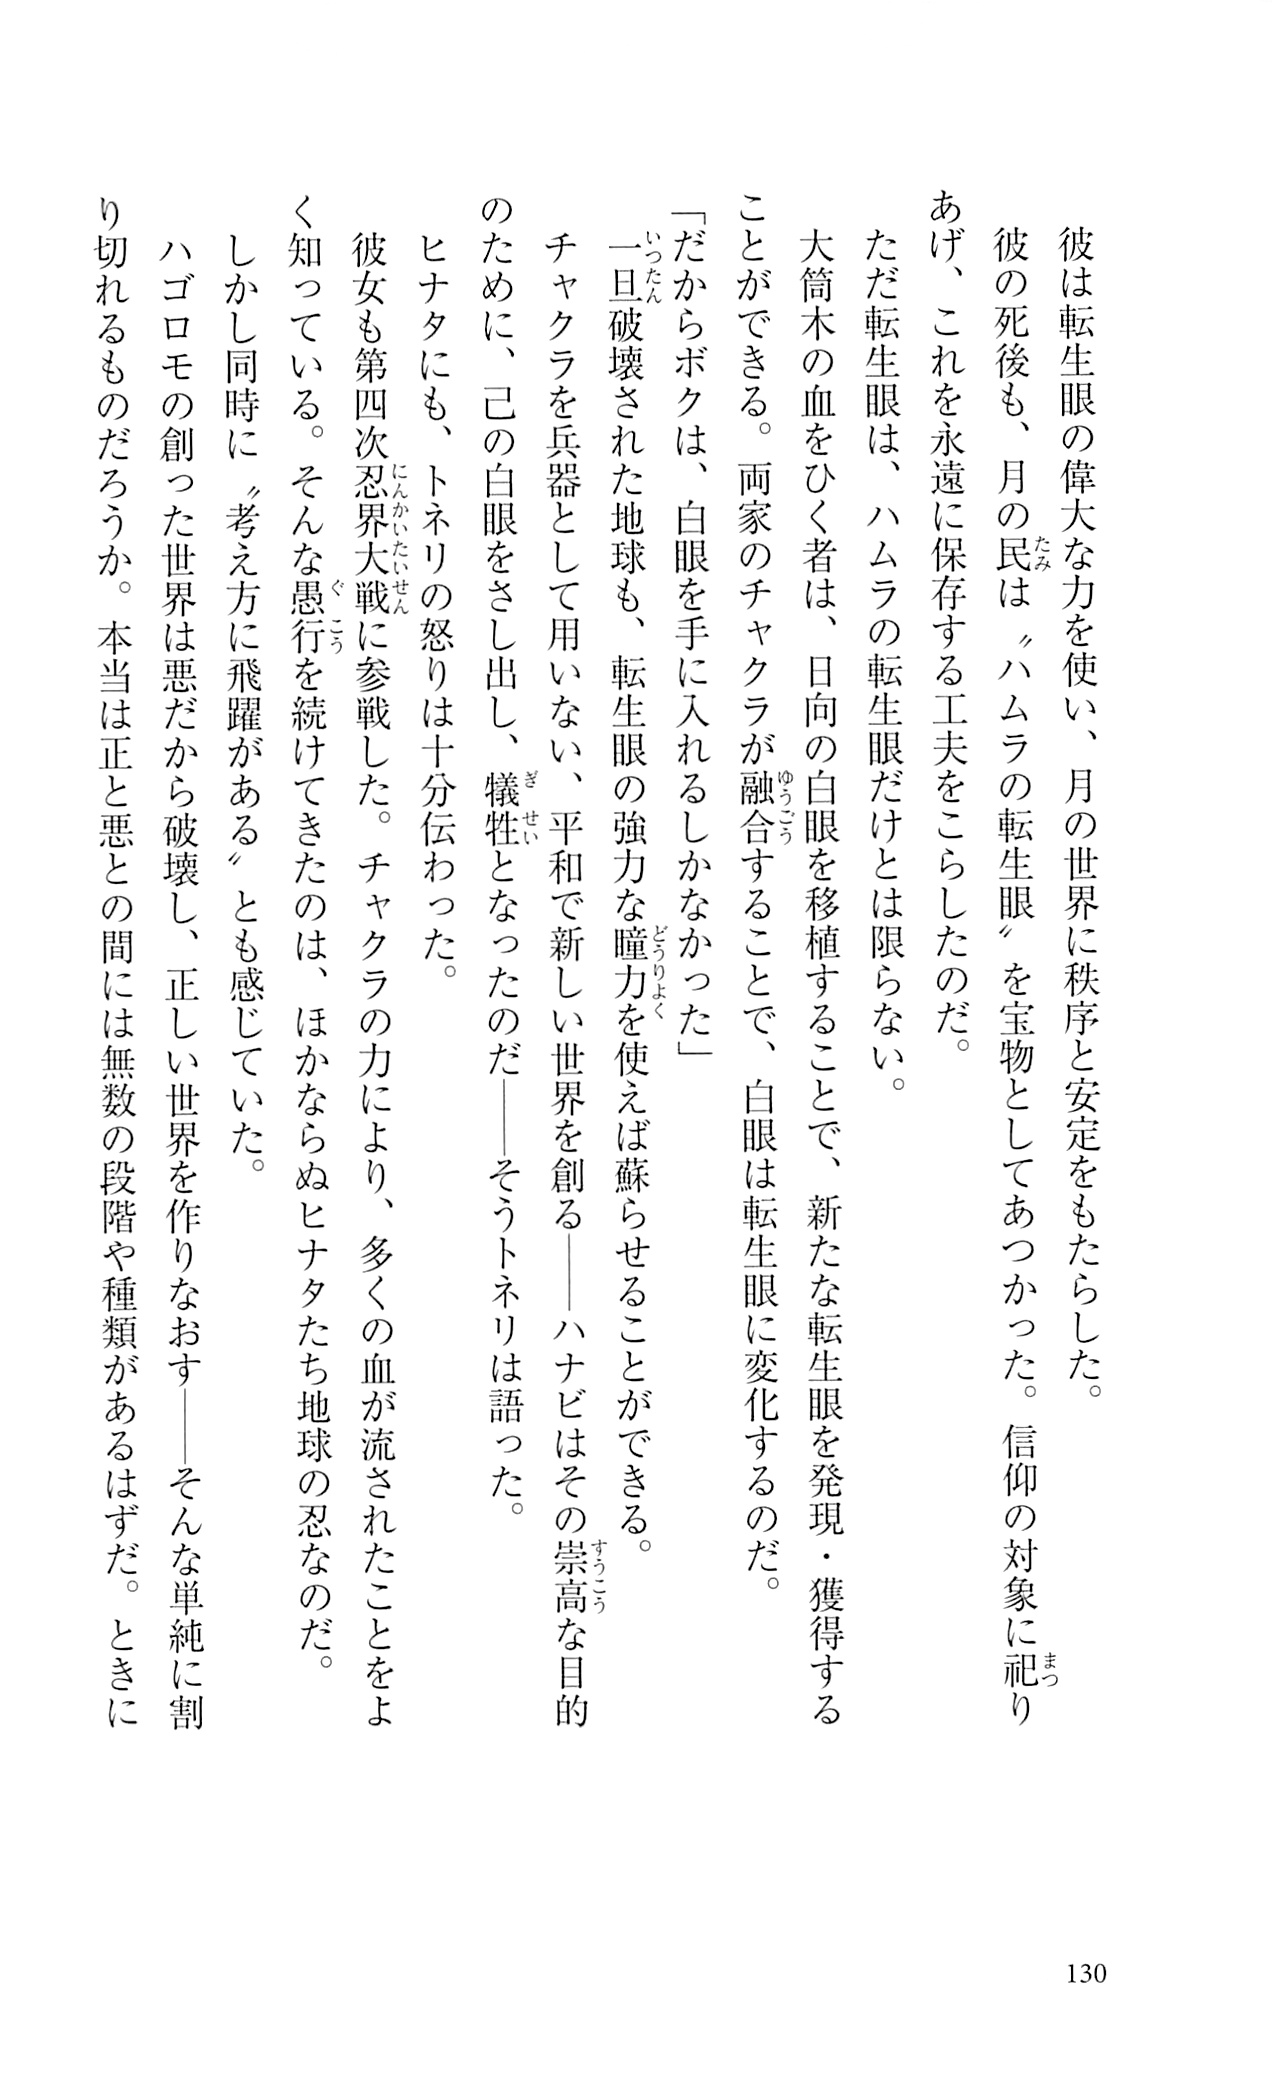 彼は転生眼の偉大な力を使い、月の世界に秩序と安定をもたらした。
彼の死後も、月の民は〝ハムラの転生眼〟を宝物としてあつかった。信仰の対象に祀り
あげ、これを永遠に保存する工夫をこらしたのだ。
ただ転生眼は、ハムラの転生眼だけとは限らない。
大筒木の血をひく者は、日向の白眼を移植することで、新たな転生眼を発現・獲得する
ことができる。両家のチャクラが融合することで、白眼は転生眼に変化するのだ。
「だからボクは、白眼を手に入れるしかなかった」
一旦破壊された地球も、転生眼の強力な瞳力を使えば蘇らせることができる。
チャクラを兵器として用いない、平和で新しい世界を創る――ハナビはその崇高な目的
のために、己の白眼をさし出し、犠牲となったのだ――そうトネリは語った。
ヒナタにも、トネリの怒りは十分伝わった。
彼女も第四次忍界大戦に参戦した。チャクラの力により、多くの血が流されたことをよ
く知っている。そんな愚行を続けてきたのは、ほかならぬヒナタたち地球の忍なのだ。
しかし同時に〝考え方に飛躍がある〟とも感じていた。
ハゴロモの創った世界は悪だから破壊し、正しい世界を作りなおす――そんな単純に割
り切れるものだろうか。本当は正と悪との間には無数の段階や種類があるはずだ。ときに
130